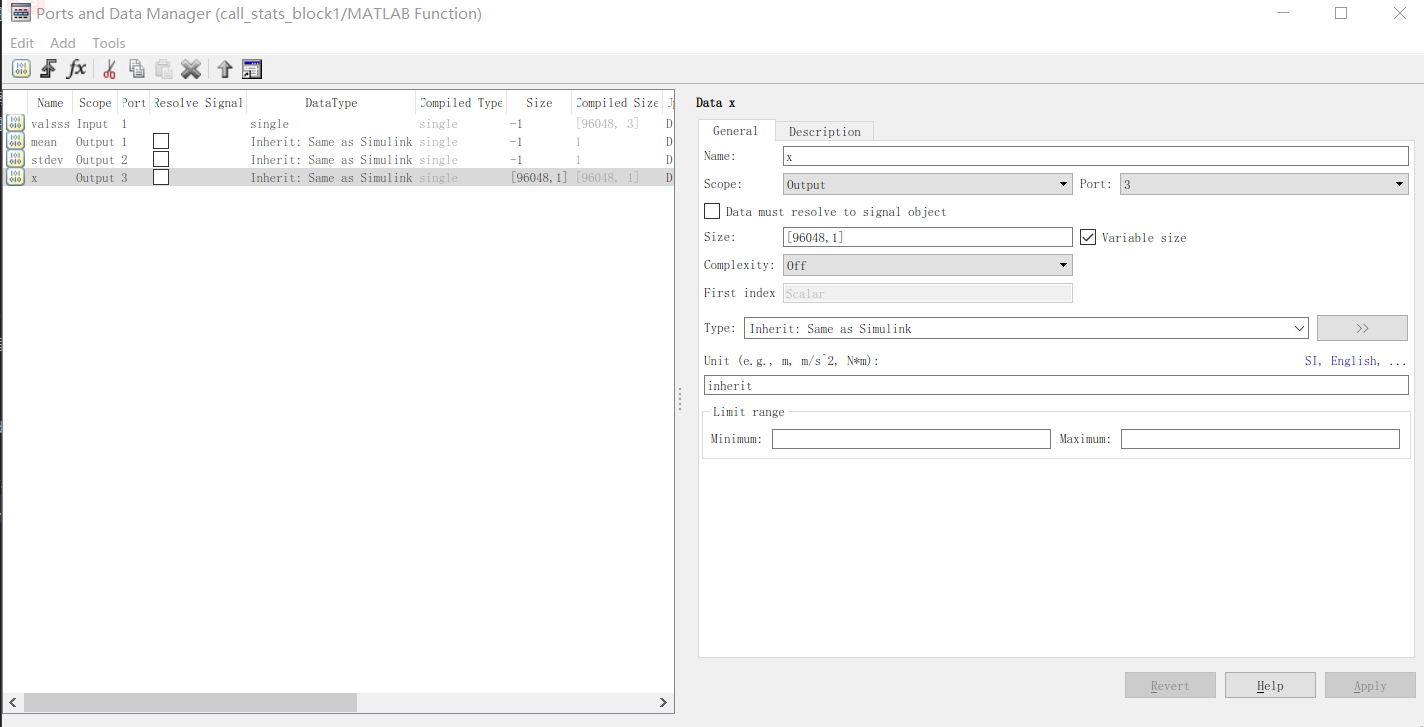 Ports and Data Manager (call_stats_block1/MATLAB Function)
Edit Add Tools
Name Scope Port Resolve Signal DataType Compiled Type Size Compiled Size
valsss Input 1 single single -1 [96048, 3] D
mean Output 1 Inherit: Same as Simulink single -1 1 D
stdev Output 2 Inherit: Same as Simulink single -1 1 D
x Output 3 Inherit: Same as Simulink single [96048,1] [96048, 1] D
Data x
General Description
Name: x
Scope: Output Port: 3
Data must resolve to signal object
Size: [96048,1] Variable size
Complexity: Off
First index Scalar
Type: Inherit: Same as Simulink >>
Unit (e.g., m, m/s^2, N*m): SI, English, ...
inherit
Limit range
Minimum: Maximum:
Revert Help Apply